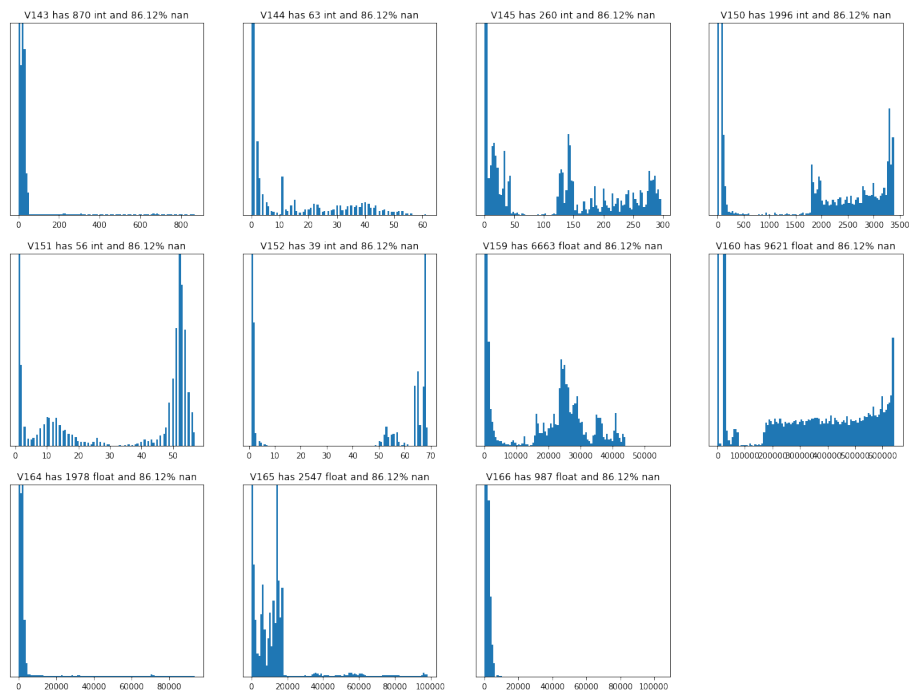 V143 has 870 int and 86.12% nan
V144 has 63 int and 86.12% nan
V145 has 260 int and 86.12% nan
V150 has 1996 int and 86.12% nan
0 200 400 600 800
0 10 20 30 40 50 60
0 50 100 150 200 250 300
0 500 1000 1500 2000 2500 3000 3500
V151 has 56 int and 86.12% nan
V152 has 39 int and 86.12% nan
V159 has 6663 float and 86.12% nan
V160 has 9621 float and 86.12% nan
0 10 20 30 40 50
0 10 20 30 40 50 60 70
0 10000 20000 30000 40000 50000
0 100000 200000 300000 400000 500000 600000
V164 has 1978 float and 86.12% nan
V165 has 2547 float and 86.12% nan
V166 has 987 float and 86.12% nan
0 20000 40000 60000 80000
0 20000 40000 60000 80000 100000
0 20000 40000 60000 80000 100000